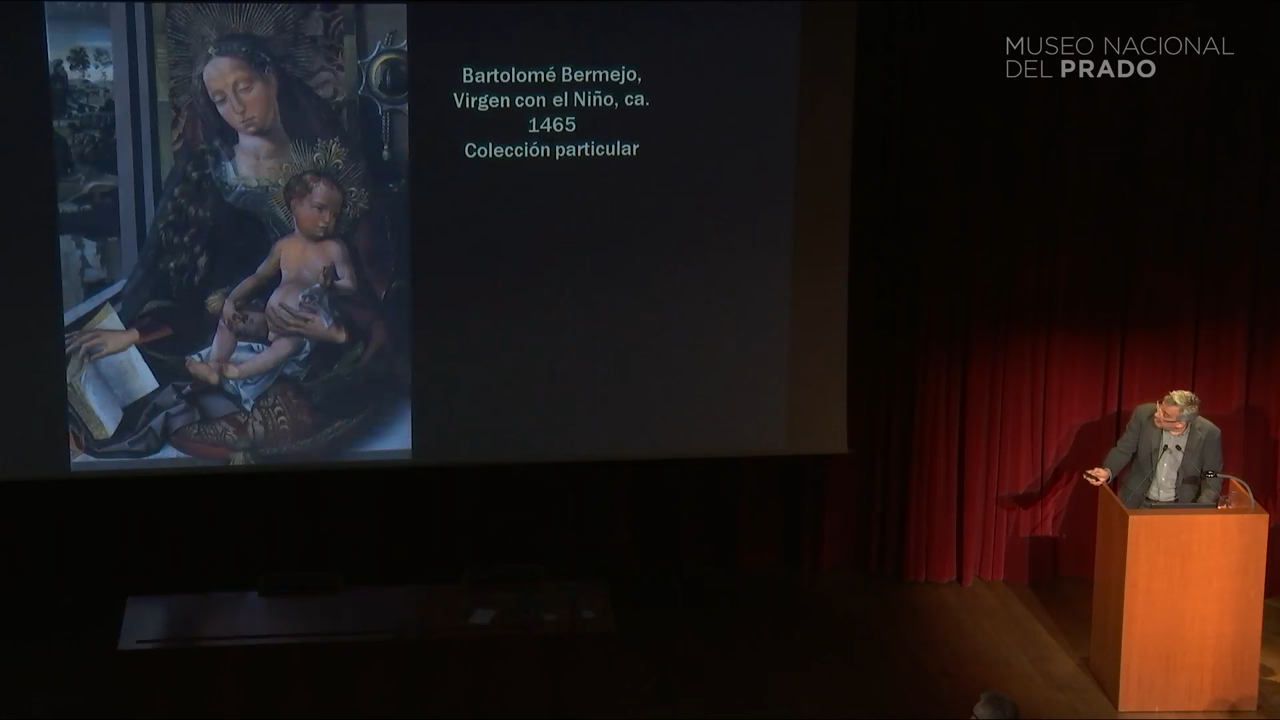 Bartolomé Bermejo,
Virgen con el Niño, ca.
1465
Colección particular
MUSEO NACIONAL
DEL PRADO